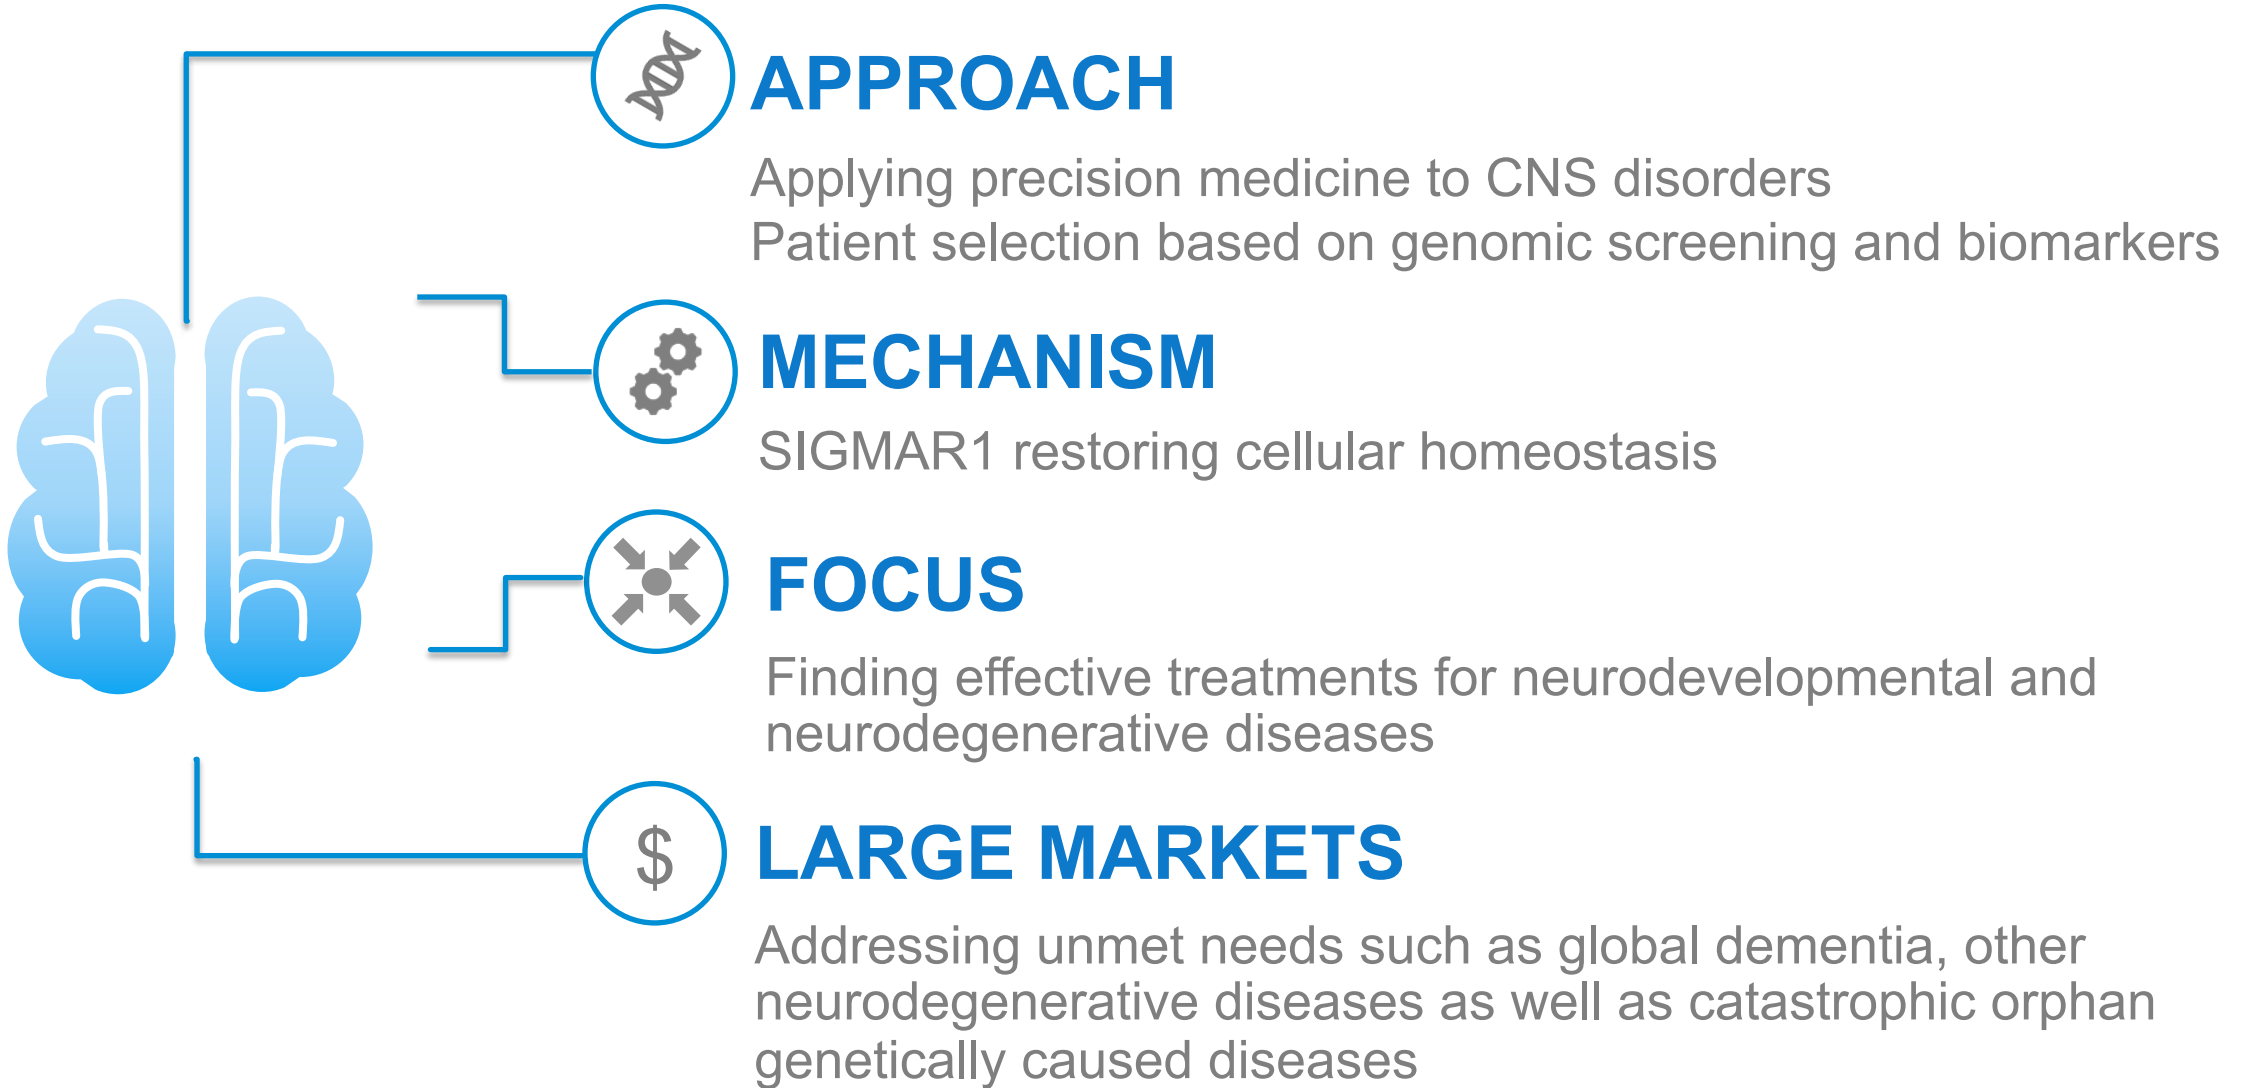 APPROACH
Applying precision medicine to CNS disorders
Patient selection based on genomic screening and biomarkers
MECHANISM
SIGMAR1 restoring cellular homeostasis
FOCUS
Finding effective treatments for neurodevelopmental and
neurodegenerative diseases
$
LARGE MARKETS
Addressing unmet needs such as global dementia, other
neurodegenerative diseases as well as catastrophic orphan
genetically caused diseases